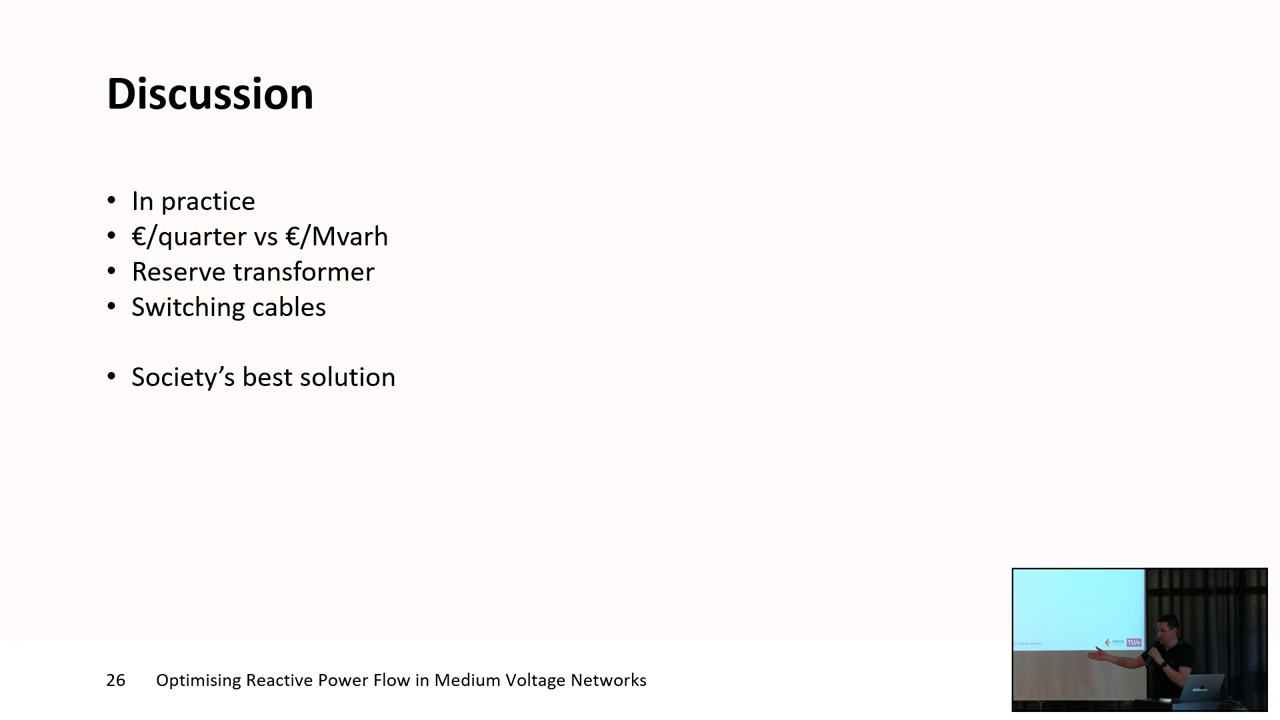 Discussion
• In practice
• €/quarter vs €/Mvarh
• Reserve transformer
• Switching cables
• Society’s best solution
26 Optimising Reactive Power Flow in Medium Voltage Networks
TU/e